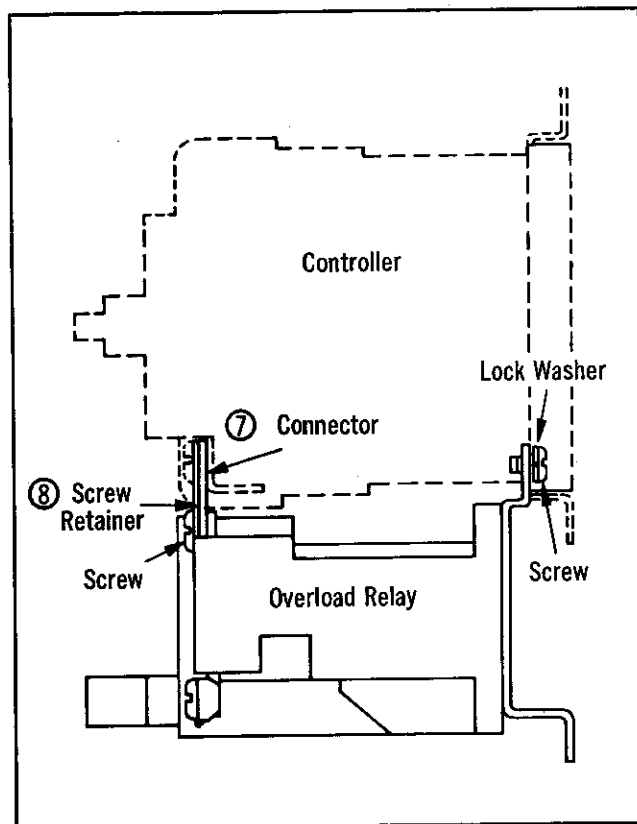 Controller
Lock Washer
⑦ Connector
⑧ Screw
Retainer
Screw
Screw
Overload Relay